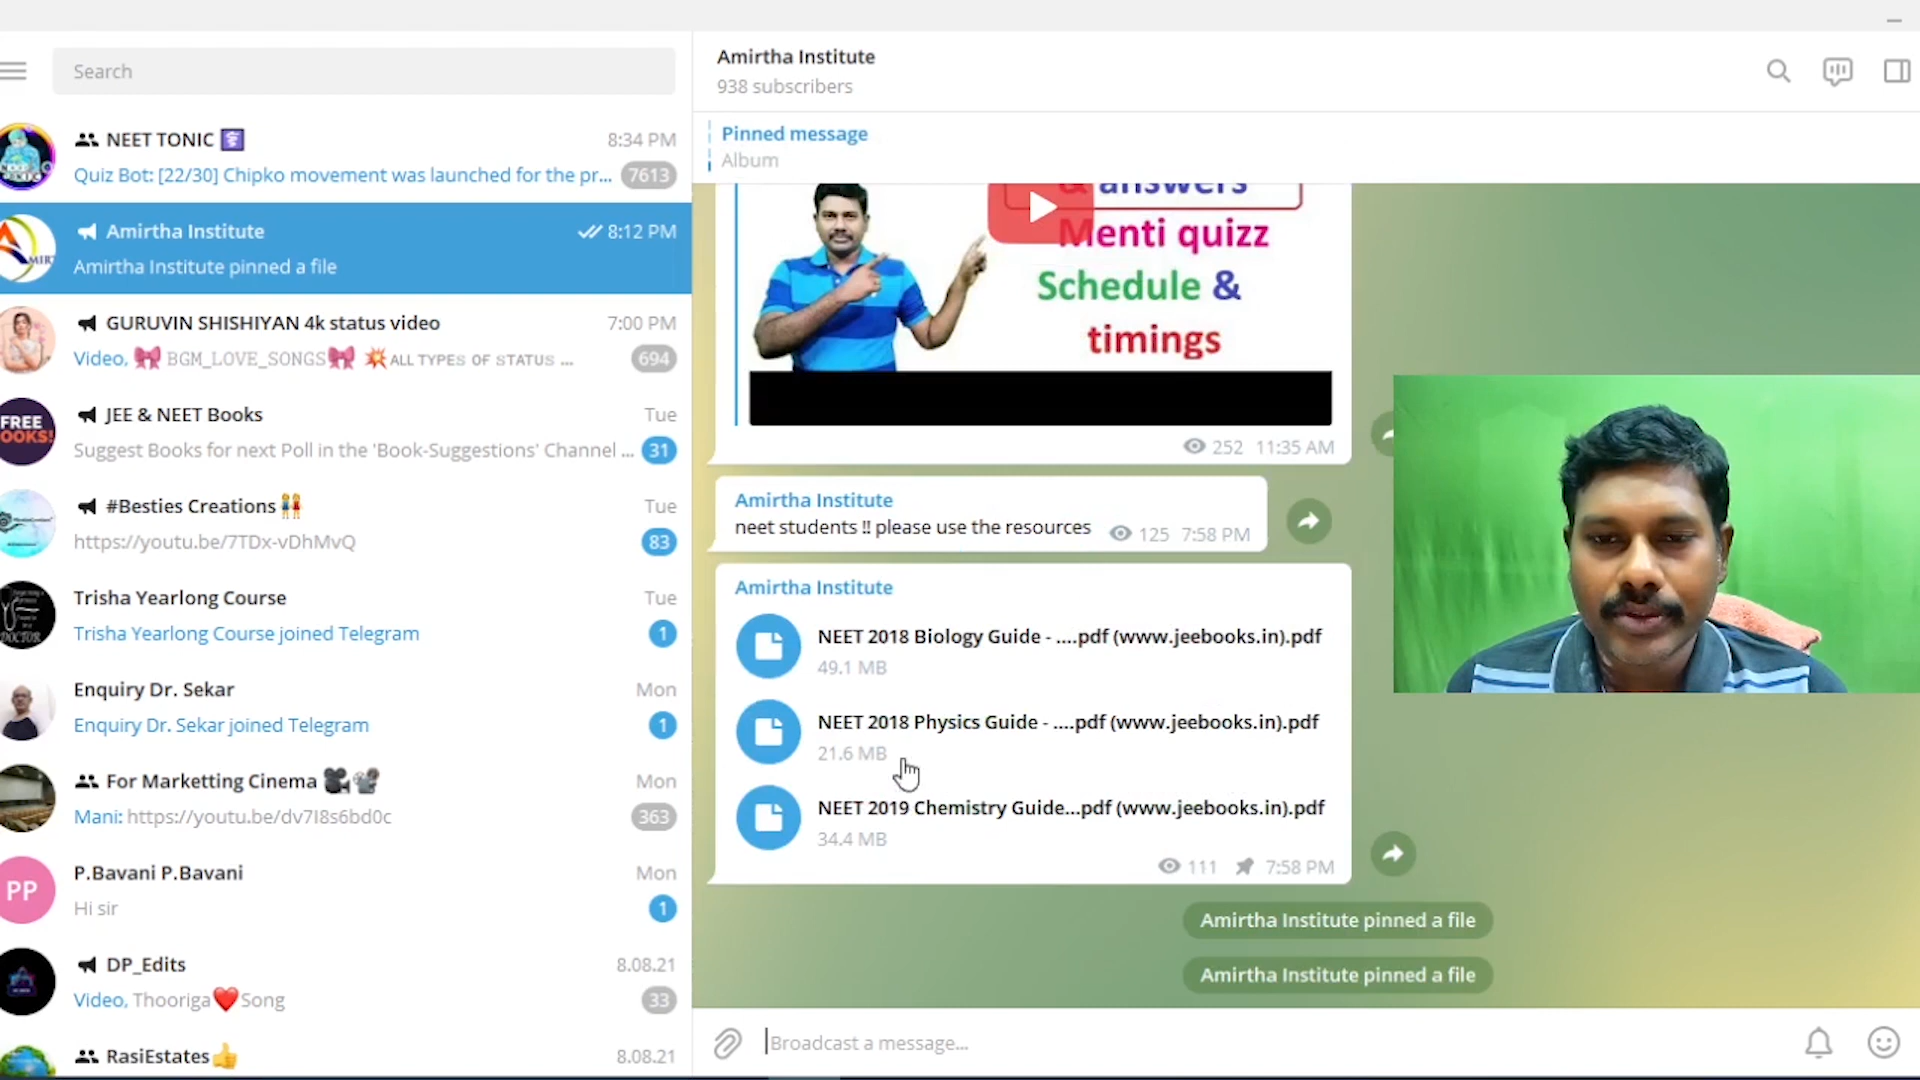 Search
NEET TONIC
8:34 PM
Quiz Bot: [22/30] Chipko movement was launched for the pr...
7613
Amirtha Institute
8:12 PM
Amirtha Institute pinned a file
GURUVIN SHISHIYAN 4k status video
7:00 PM
Video, 🎀 BGM_LOVE_SONGS🎀 💥ALL TYPES OF STATUS ...
694
FREE
OOKS!
JEE & NEET Books
Tue
Suggest Books for next Poll in the 'Book-Suggestions' Channel ...
31
#Besties Creations👭
Tue
https://youtu.be/7TDx-vDhMvQ
83
DOCTOR
Trisha Yearlong Course
Tue
Trisha Yearlong Course joined Telegram
1
Enquiry Dr. Sekar
Mon
Enquiry Dr. Sekar joined Telegram
1
For Marketting Cinema 🎥📽
Mon
Mani: https://youtu.be/dv7I8s6bd0c
363
PP
P.Bavani P.Bavani
Mon
Hi sir
1
DP_Edits
8.08.21
Video, Thooriga❤️Song
33
RasiEstates👍
8.08.21
Amirtha Institute
938 subscribers
Pinned message
Album
& answers
Menti quizz
Schedule &
timings
252 11:35 AM
Amirtha Institute
neet students ‼ please use the resources
125 7:58 PM
Amirtha Institute
NEET 2018 Biology Guide - ....pdf (www.jeebooks.in).pdf
49.1 MB
NEET 2018 Physics Guide - ....pdf (www.jeebooks.in).pdf
21.6 MB
NEET 2019 Chemistry Guide...pdf (www.jeebooks.in).pdf
34.4 MB
111 7:58 PM
Amirtha Institute pinned a file
Amirtha Institute pinned a file
Broadcast a message...